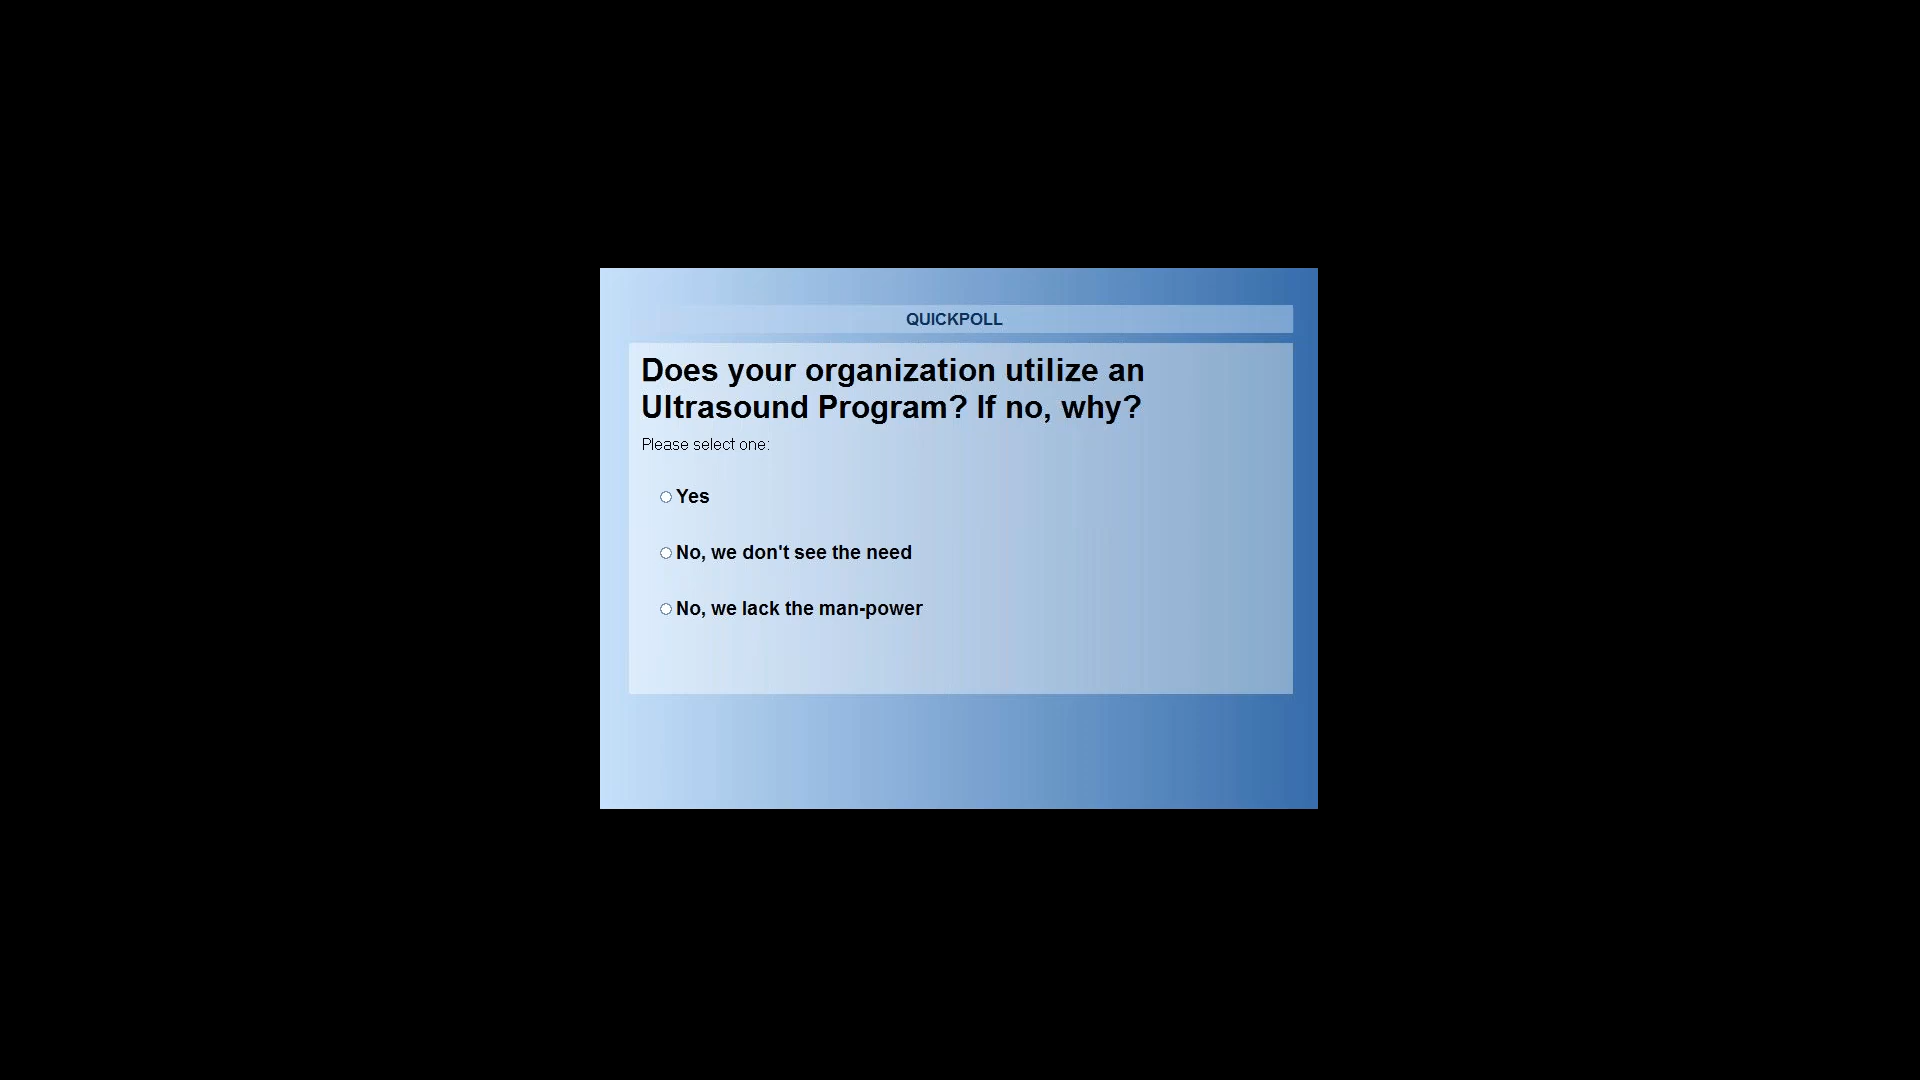 QUICKPOLL
Does your organization utilize an
Ultrasound Program? If no, why?
Please select one:
Yes
No, we don't see the need
No, we lack the man-power